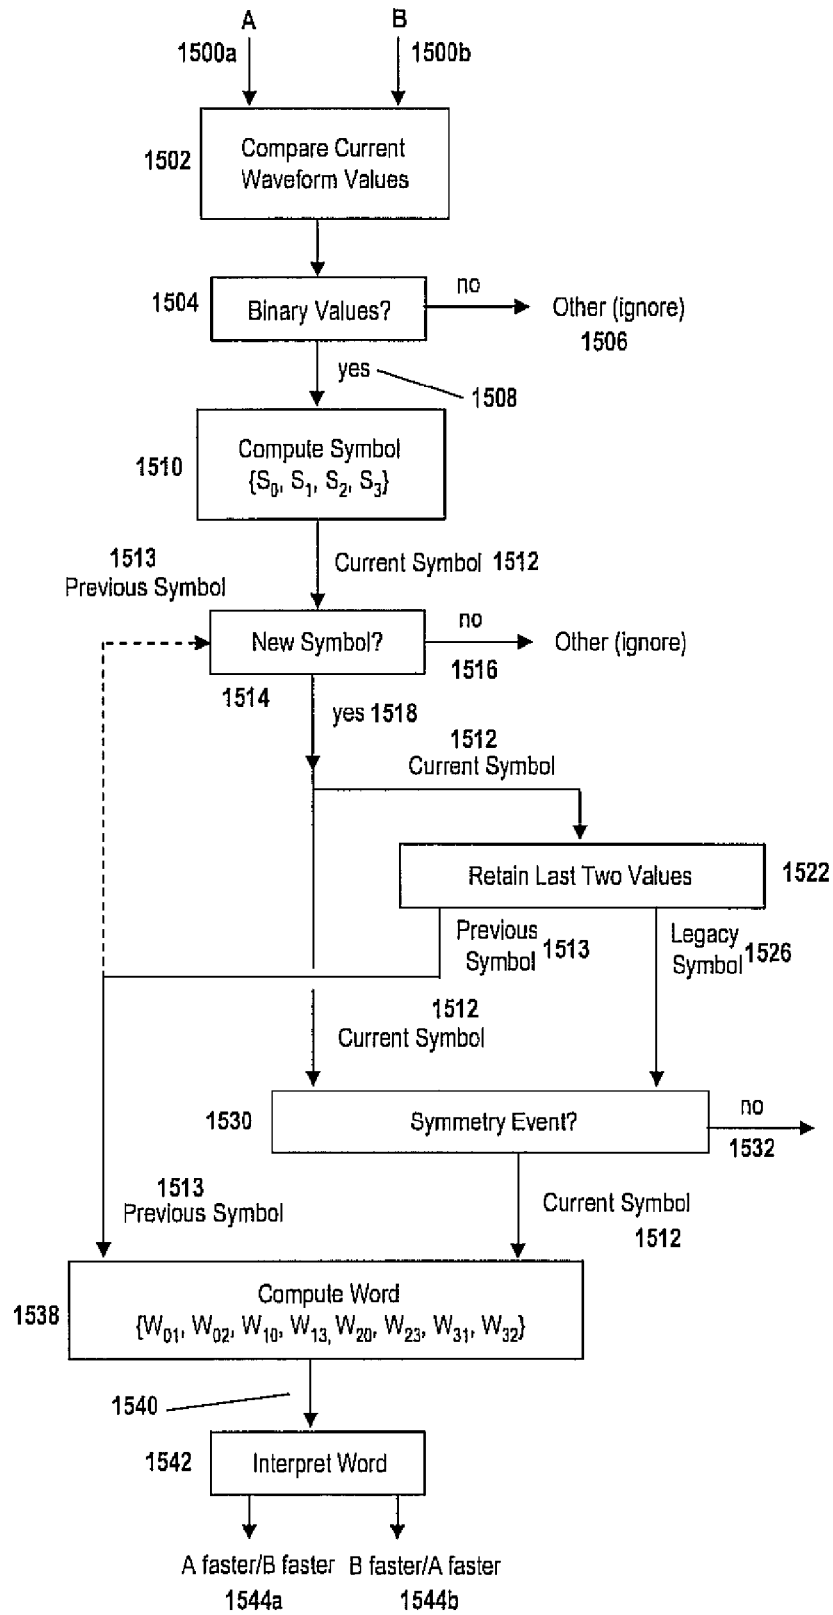 A B
1500a 1500b
1502
Compare Current
Waveform Values
1504
Binary Values?
no
Other (ignore)
1506
yes
1508
1510
Compute Symbol
{S0, S1, S2, S3}
1513
Previous Symbol
Current Symbol 1512
New Symbol?
1514
no
1516
Other (ignore)
yes 1518
1512
Current Symbol
Retain Last Two Values
1522
Previous
Symbol 1513
Legacy
Symbol 1526
1512
Current Symbol
1530
Symmetry Event?
no
1532
1513
Previous Symbol
Current Symbol
1512
1538
Compute Word
{W01, W02, W10, W13, W20, W23, W31, W32}
1540
1542
Interpret Word
A faster/B faster B faster/A faster
1544a 1544b